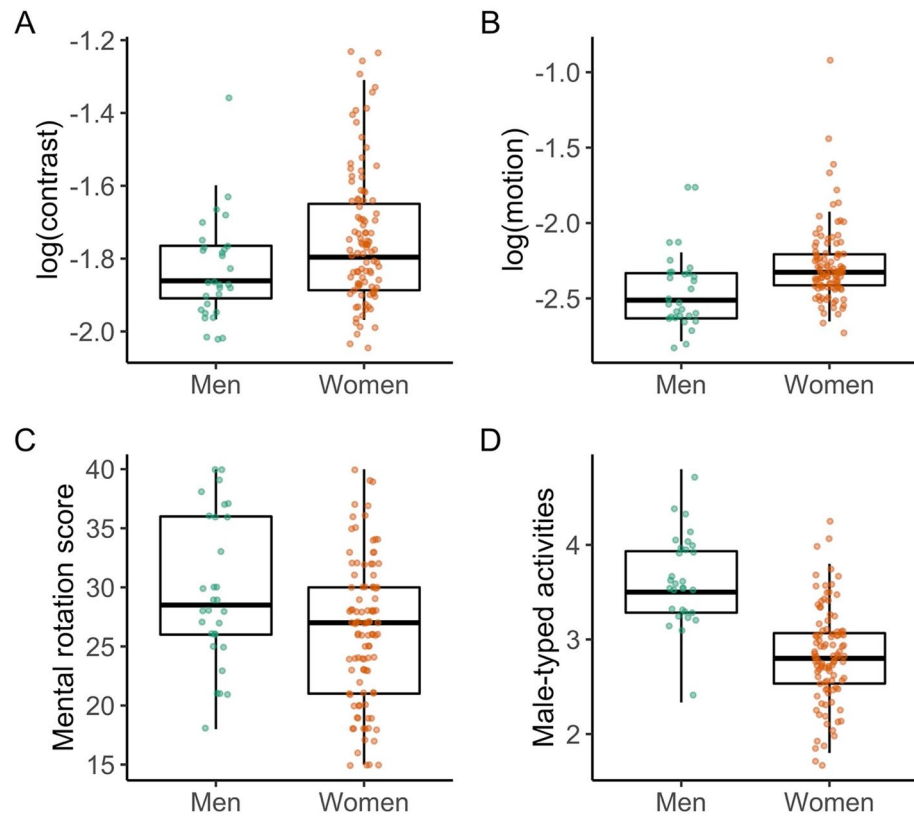 A
log(contrast)
-1.2
-1.4
-1.6
-1.8
-2.0
Men
Women
B
log(motion)
-1.0
-1.5
-2.0
-2.5
Men
Women
C
Mental rotation score
40
35
30
25
20
15
Men
Women
D
Male-typed activities
4
3
2
Men
Women